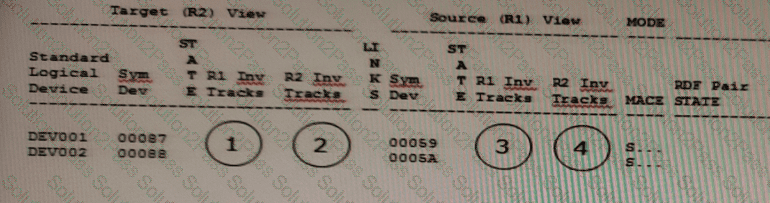 Target (R2) View Source (R1) View MODE
ST LI ST
Standard A N A
Logical Sym T R1 Inv R2 Inv K Sym T R1 Inv R2 Inv RDF Pair
Device Dev E Tracks Tracks S Dev E Tracks Tracks MACE STATE
DEV001 00087 1 2 00059 3 4 S...
DEV002 00088 0005A S...
Solution2Pass